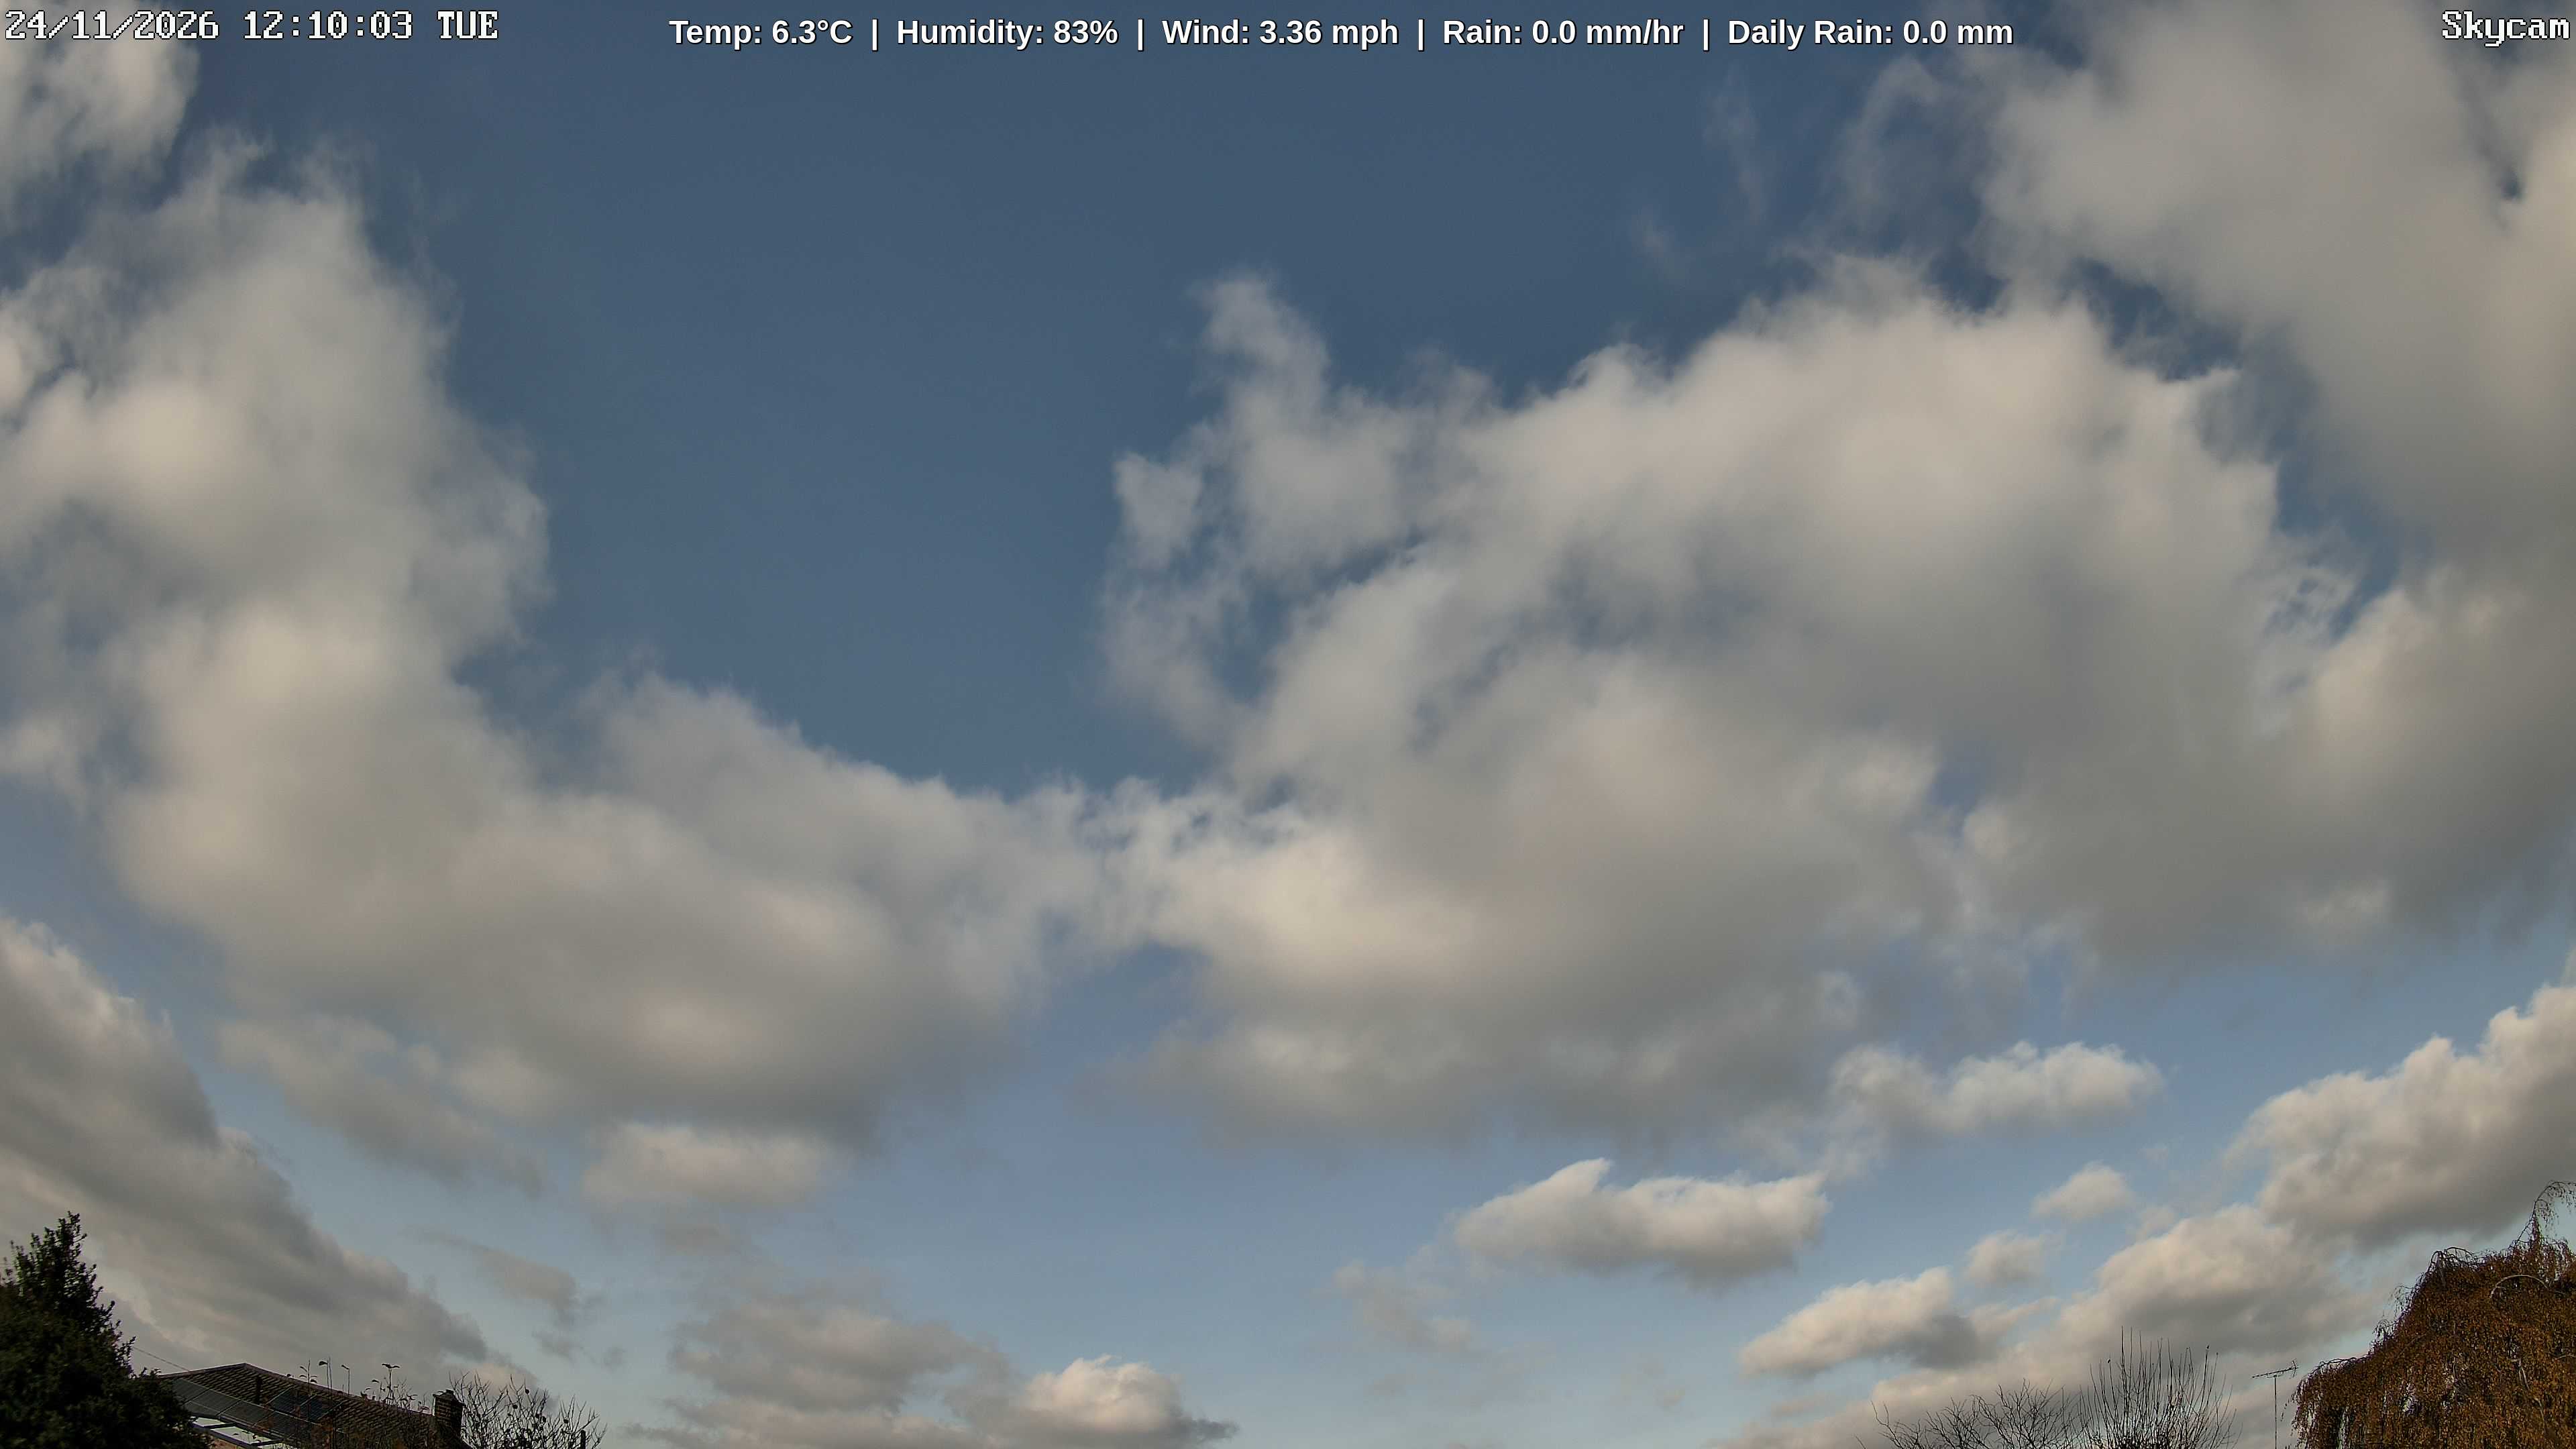 24/11/2026 12:10:03 TUE
Temp: 6.3°C | Humidity: 83% | Wind: 3.36 mph | Rain: 0.0 mm/hr | Daily Rain: 0.0 mm
Skycam